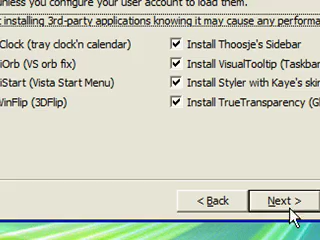 unless you configure your user account to load them.
installing 3rd-party applications knowing it may cause any performa
Clock (tray clock'n calendar)
Install Thoosje's Sidebar
iOrb (VS orb fix)
Install VisualTooltip (Taskbar
iStart (Vista Start Menu)
Install Styler with Kaye's skin
WinFlip (3DFlip)
Install TrueTransparency (Gl
< Back
Next >